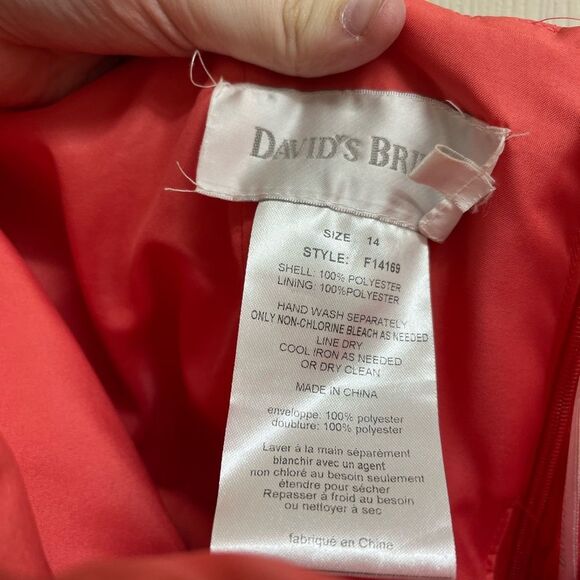 DAVID'S
SIZE 14
STYLE: F14169
SHELL: 100% POLYESTER
LINING: 100%POLYESTER
HAND WASH SEPARATELY
ONLY NON-CHLORINE BLEACH AS NEEDED
LINE DRY
COOL IRON AS NEEDED
OR DRY CLEAN
MADE IN CHINA
enveloppe: 100% polyester
doublure: 100% polyester
Laver à la main séparément
blanchir avec un agent
non chloré au besoin seulement
étendre pour sécher
Repasser à froid au besoin
ou nettoyer à sec
fabriqué en Chine